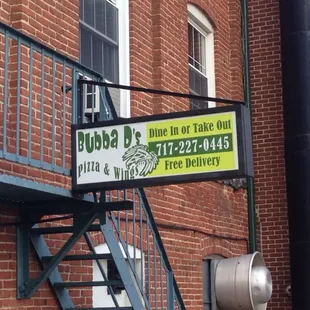 Bubba D's
Pizza & Wings
Dine In or Take Out
717-227-0445
Free Delivery